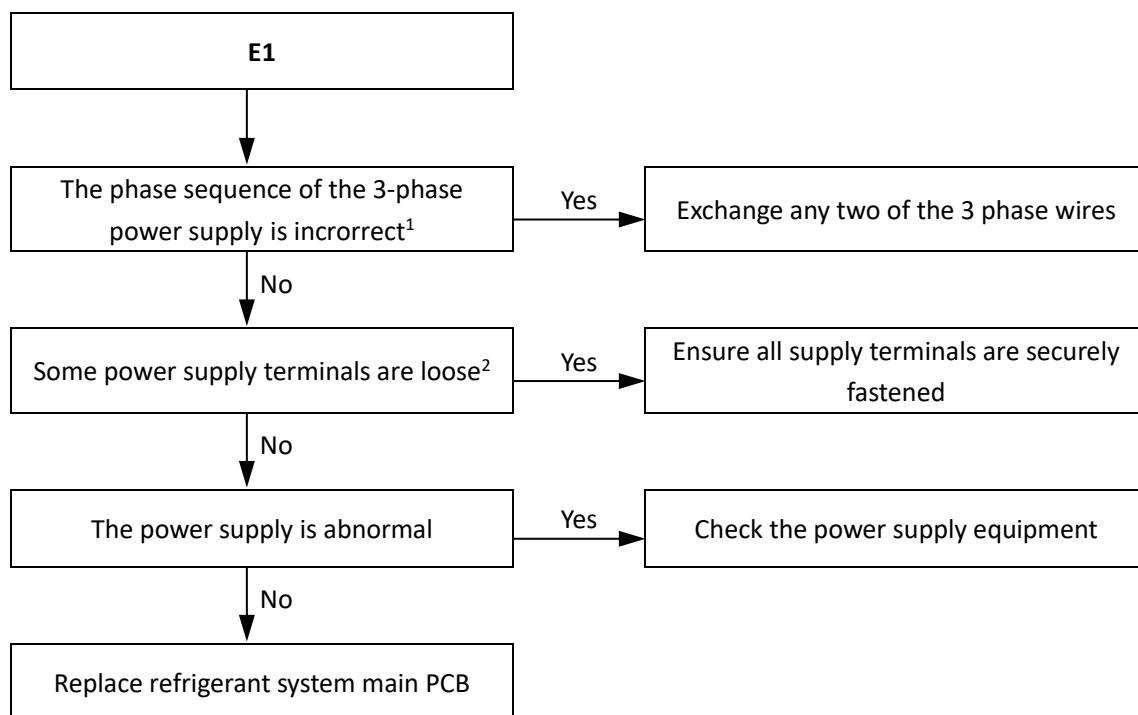 E1
The phase sequence of the 3-phase
power supply is incrorrect¹
Yes
Exchange any two of the 3 phase wires
No
Some power supply terminals are loose²
Yes
Ensure all supply terminals are securely
fastened
No
The power supply is abnormal
Yes
Check the power supply equipment
No
Replace refrigerant system main PCB